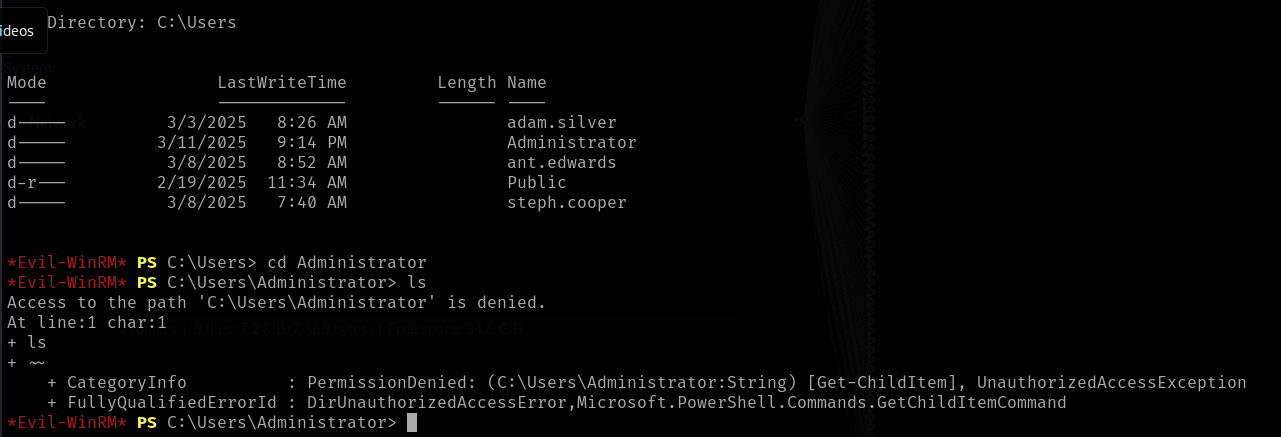 Directory: C:\Users
ideos
System
Mode LastWriteTime Length Name
---- ------------- ------ ----
d----- 3/3/2025 8:26 AM adam.silver
d----- 3/11/2025 9:14 PM Administrator
d----- 3/8/2025 8:52 AM ant.edwards
d-r--- 2/19/2025 11:34 AM Public
d----- 3/8/2025 7:40 AM steph.cooper
*Evil-WinRM* PS C:\Users> cd Administrator
*Evil-WinRM* PS C:\Users\Administrator> ls
Access to the path 'C:\Users\Administrator' is denied.
At line:1 char:1
+ ls
+ ~~
+ CategoryInfo : PermissionDenied: (C:\Users\Administrator:String) [Get-ChildItem], UnauthorizedAccessException
+ FullyQualifiedErrorId : DirUnauthorizedAccessError,Microsoft.PowerShell.Commands.GetChildItemCommand
*Evil-WinRM* PS C:\Users\Administrator>